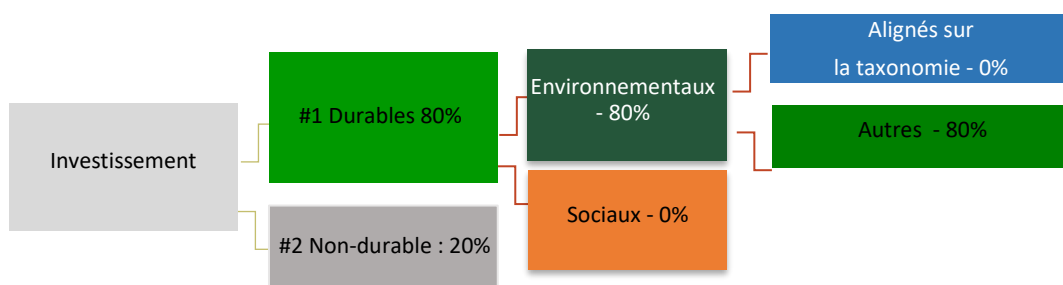 Investissement
#1 Durables 80%
#2 Non-durable : 20%
Environnementaux
- 80%
Sociaux - 0%
Alignés sur
la taxonomie - 0%
Autres - 80%